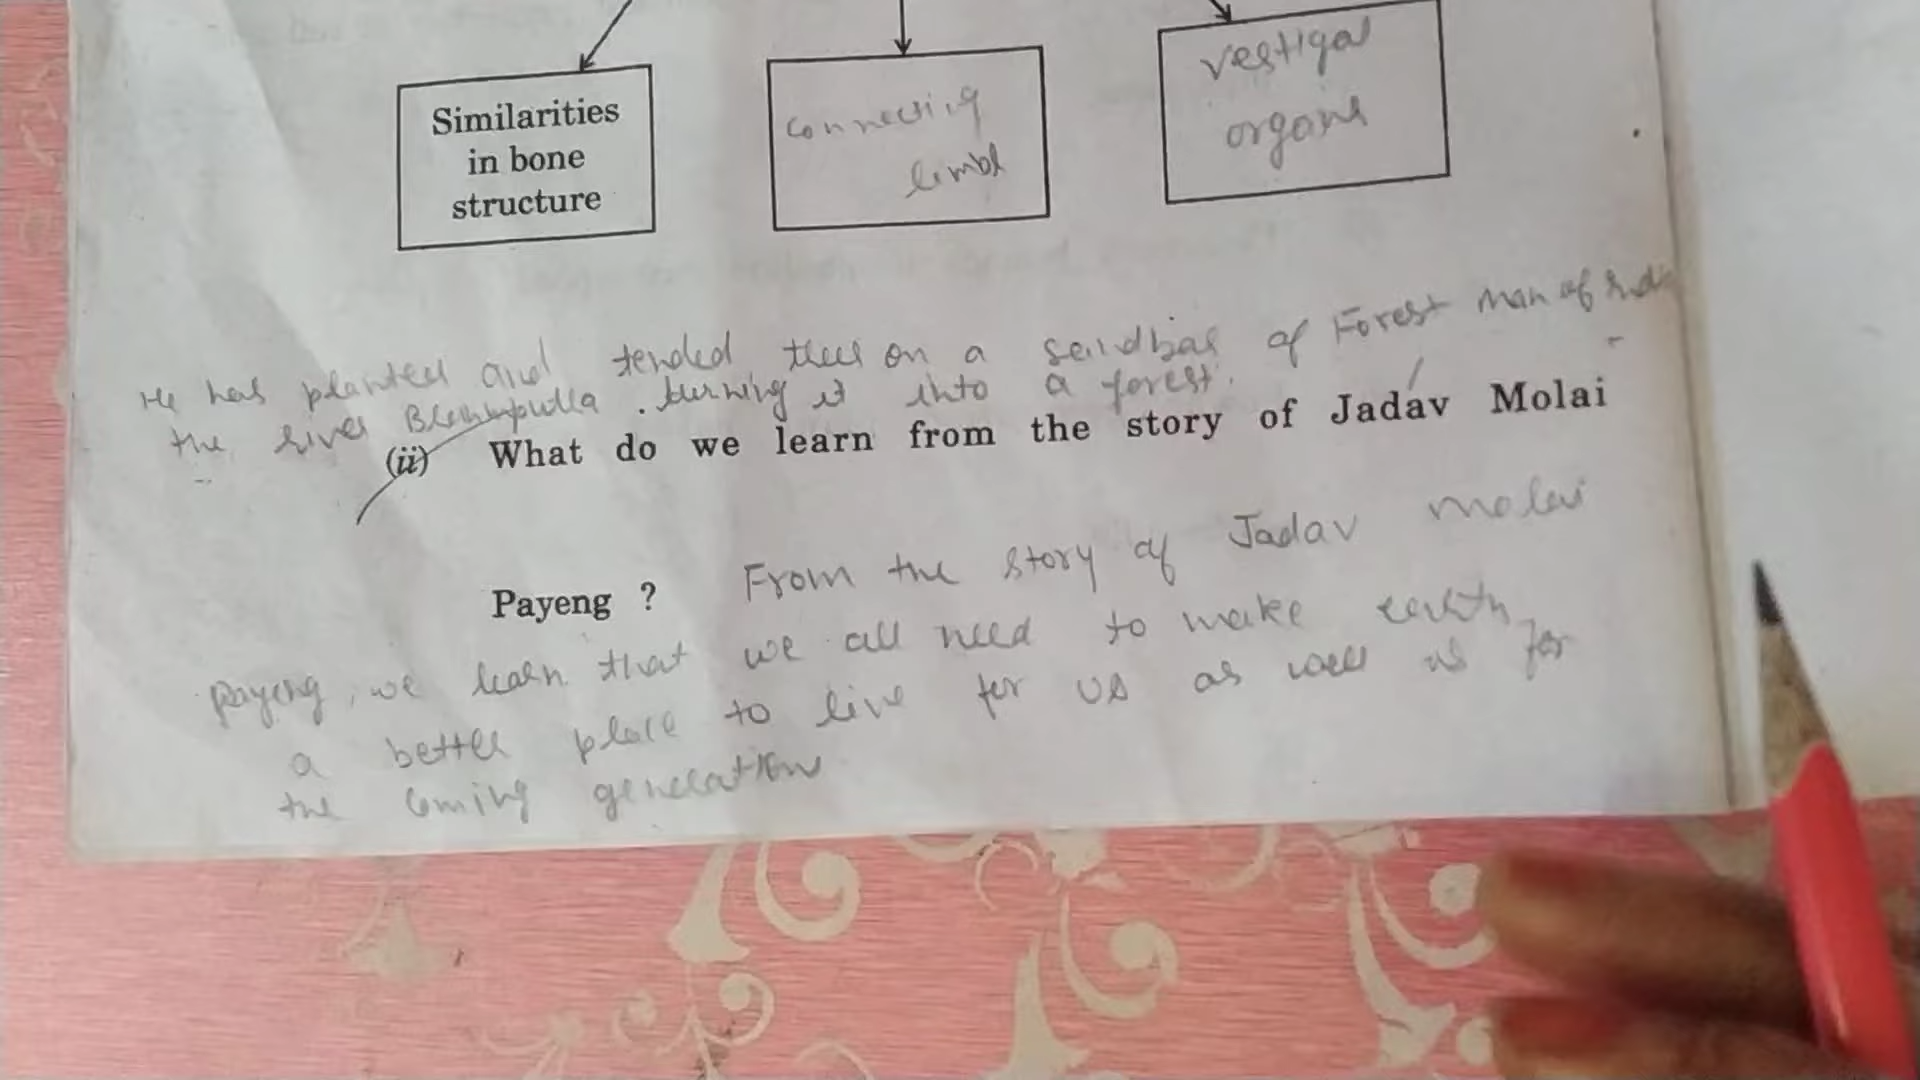 Similarities
in bone
structure
connecting
limbs
vestigal
organs
Forest Man of
He has planted and tended trees on a sandbar of
the river turning it into a forest.
(ii) What do we learn from the story of Jadav Molai
Payeng ?
From the story of Jadav molai
Payeng, we learn that we all need to make earth
a better place to live for us as well as for
the coming generation